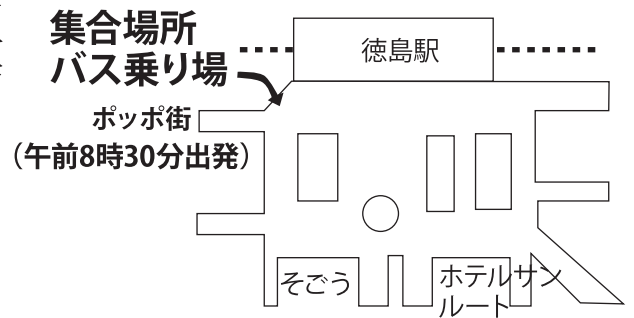 集合場所
バス乗り場
ポッポ街
（午前8時30分出発）
徳島駅
そごう
ホテルサン
ルート